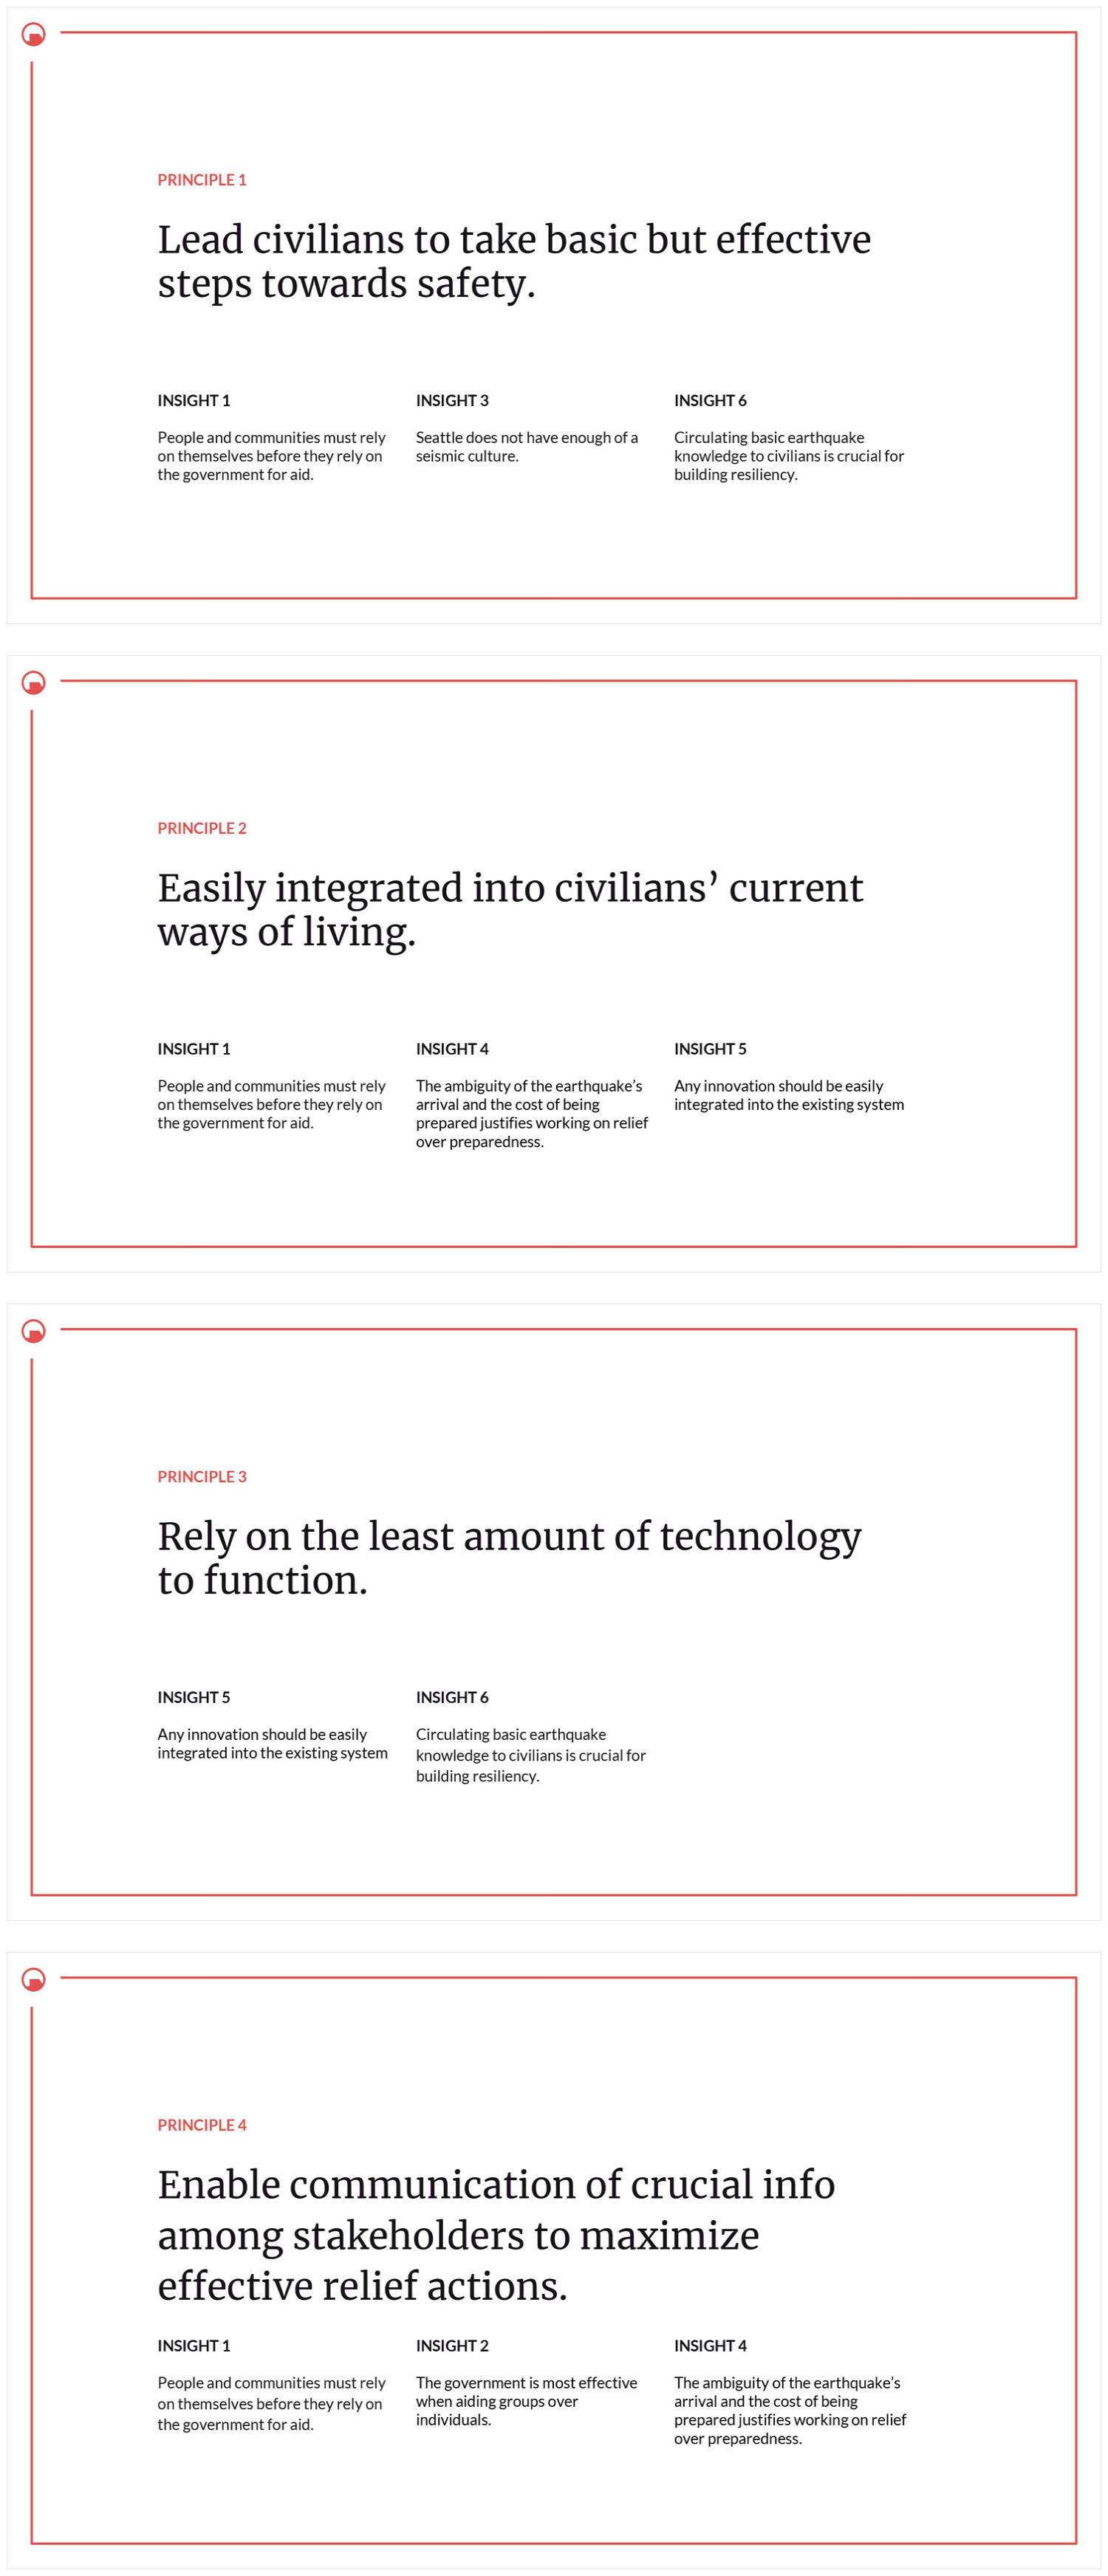 PRINCIPLE 1
Lead civilians to take basic but effective
steps towards safety.
INSIGHT 1
People and communities must rely
on themselves before they rely on
the government for aid.
INSIGHT 3
Seattle does not have enough of a
seismic culture.
INSIGHT 6
Circulating basic earthquake
knowledge to civilians is crucial for
building resiliency.
PRINCIPLE 2
Easily integrated into civilians’ current
ways of living.
INSIGHT 1
People and communities must rely
on themselves before they rely on
the government for aid.
INSIGHT 4
The ambiguity of the earthquake’s
arrival and the cost of being
prepared justifies working on relief
over preparedness.
INSIGHT 5
Any innovation should be easily
integrated into the existing system
PRINCIPLE 3
Rely on the least amount of technology
to function.
INSIGHT 5
Any innovation should be easily
integrated into the existing system
INSIGHT 6
Circulating basic earthquake
knowledge to civilians is crucial for
building resiliency.
PRINCIPLE 4
Enable communication of crucial info
among stakeholders to maximize
effective relief actions.
INSIGHT 1
People and communities must rely
on themselves before they rely on
the government for aid.
INSIGHT 2
The government is most effective
when aiding groups over
individuals.
INSIGHT 4
The ambiguity of the earthquake’s
arrival and the cost of being
prepared justifies working on relief
over preparedness.